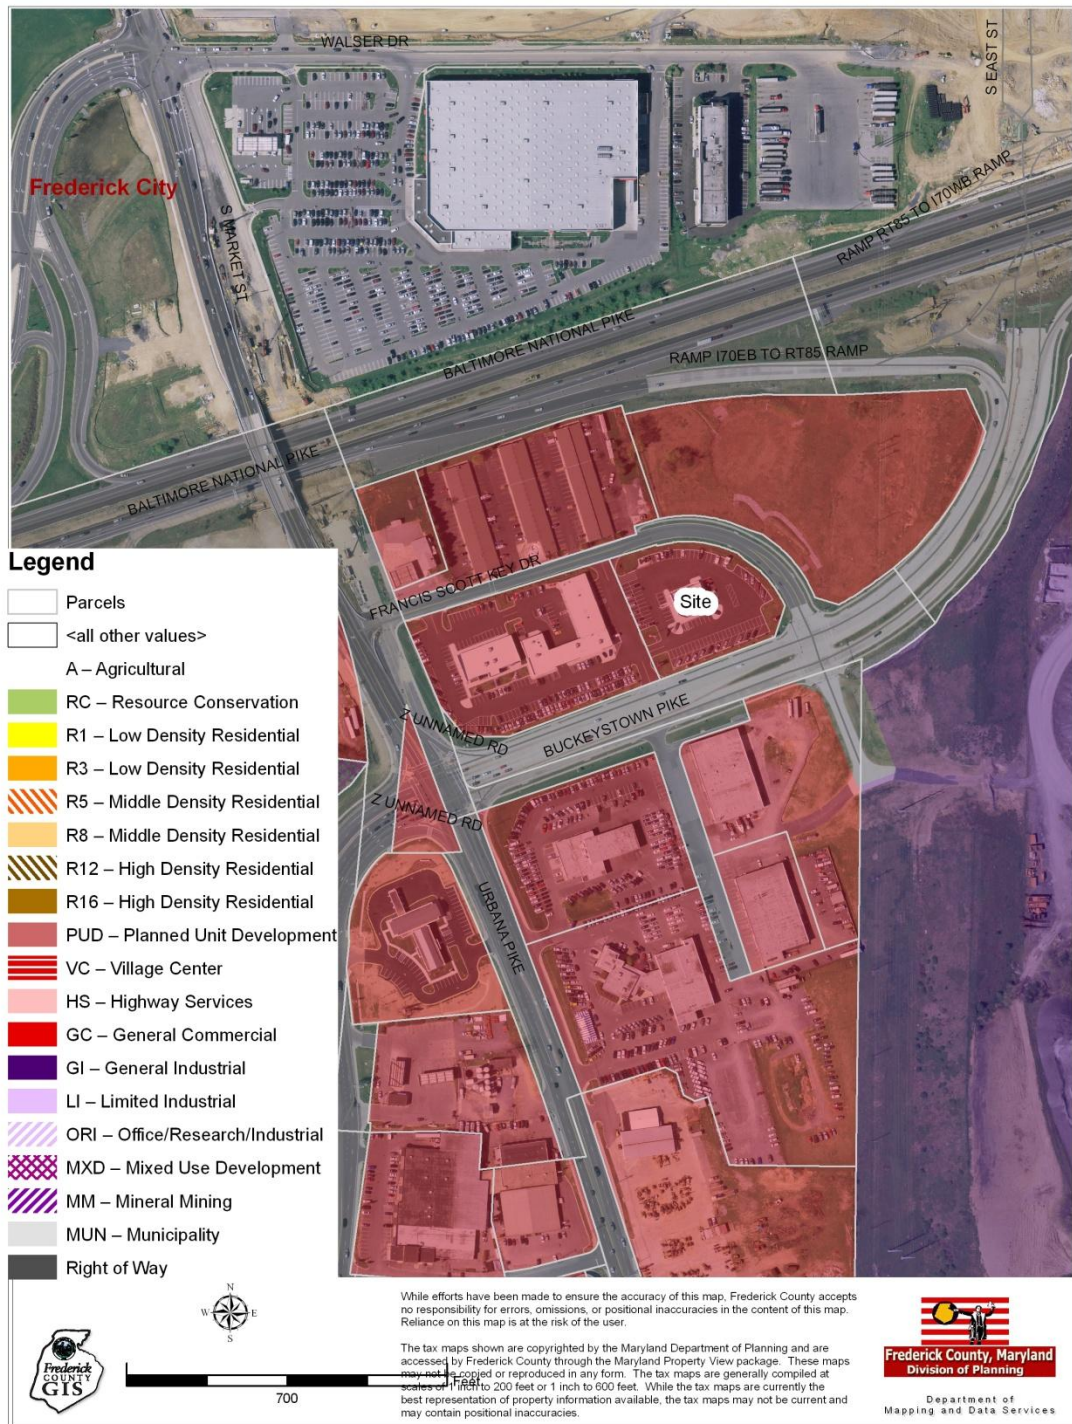 WALSER DR
S EAST ST
Frederick City
S MARKET ST
RAMP RT85 TO I70WB RAMP
BALTIMORE NATIONAL PIKE
RAMP I70EB TO RT85 RAMP
BALTIMORE NATIONAL PIKE
FRANCIS SCOTT KEY DR
Site
Z UNNAMED RD
BUCKEYSTOWN PIKE
Z UNNAMED RD
URBANA PIKE
Legend
Parcels
<all other values>
A – Agricultural
RC – Resource Conservation
R1 – Low Density Residential
R3 – Low Density Residential
R5 – Middle Density Residential
R8 – Middle Density Residential
R12 – High Density Residential
R16 – High Density Residential
PUD – Planned Unit Development
VC – Village Center
HS – Highway Services
GC – General Commercial
GI – General Industrial
LI – Limited Industrial
ORI – Office/Research/Industrial
MXD – Mixed Use Development
MM – Mineral Mining
MUN – Municipality
Right of Way
N
W E
S
Frederick
COUNTY
GIS
Feet
700
While efforts have been made to ensure the accuracy of this map, Frederick County accepts
no responsibility for errors, omissions, or positional inaccuracies in the content of this map.
Reliance on this map is at the risk of the user.
The tax maps shown are copyrighted by the Maryland Department of Planning and are
accessed by Frederick County through the Maryland Property View package. These maps
may not be copied or reproduced in any form. The tax maps are generally compiled at
scales of 1 inch to 200 feet or 1 inch to 600 feet. While the tax maps are currently the
best representation of property information available, the tax maps may not be current and
may contain positional inaccuracies.
Frederick County, Maryland
Division of Planning
Department of
Mapping and Data Services